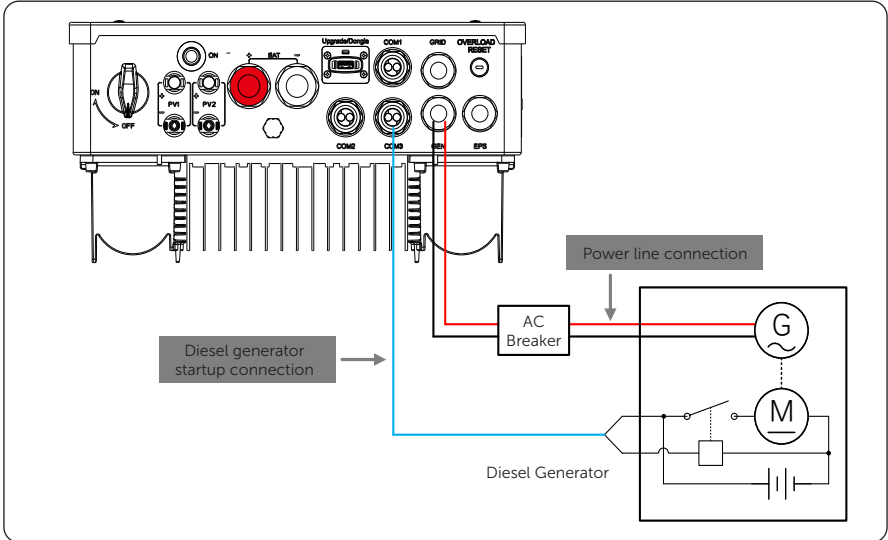 Upgrade/Dongle
COM1
GRID
OVERLOAD
RESET
ON
+ BAT -
ON
OFF
+
-
PV1
+
-
PV2
COM2
COM3
GEN
EPS
Power line connection
AC
Breaker
G
Diesel generator
startup connection
M
Diesel Generator